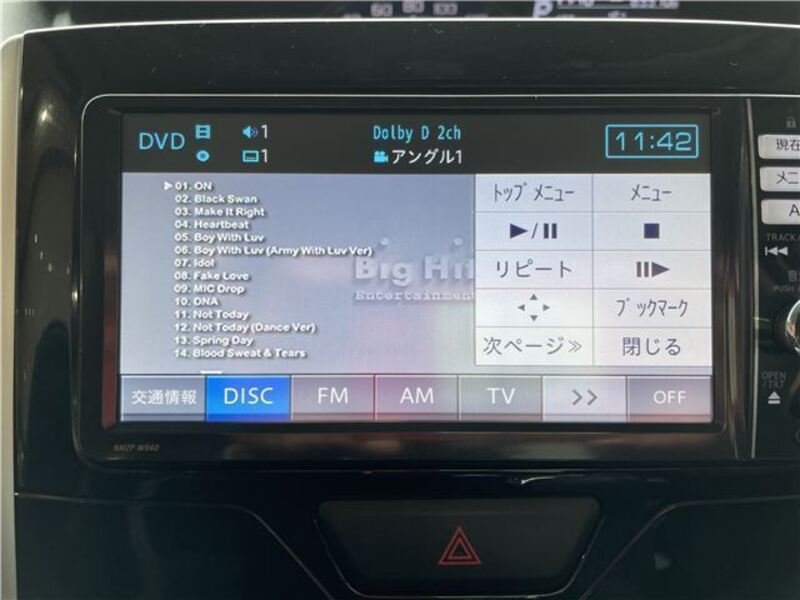 60 80 100
P
DVD
1
1
Dolby D 2ch
アングル1
11:42
01. ON
02. Black Swan
03. Make It Right
04. Heartbeat
05. Boy With Luv
06. Boy With Luv (Army With Luv Ver)
07. Idol
08. Fake Love
09. MIC Drop
10. DNA
11. Not Today
12. Not Today (Dance Ver)
13. Spring Day
14. Blood Sweat & Tears
Big Hit
Entertainment
トップメニュー
メニュー
リピート
ブックマーク
次ページ
閉じる
交通情報
DISC
FM
AM
TV
>>
OFF
現在
メニ
A
TRACK/
音
PUSH
OPEN
/TILT
NMZP-W64D